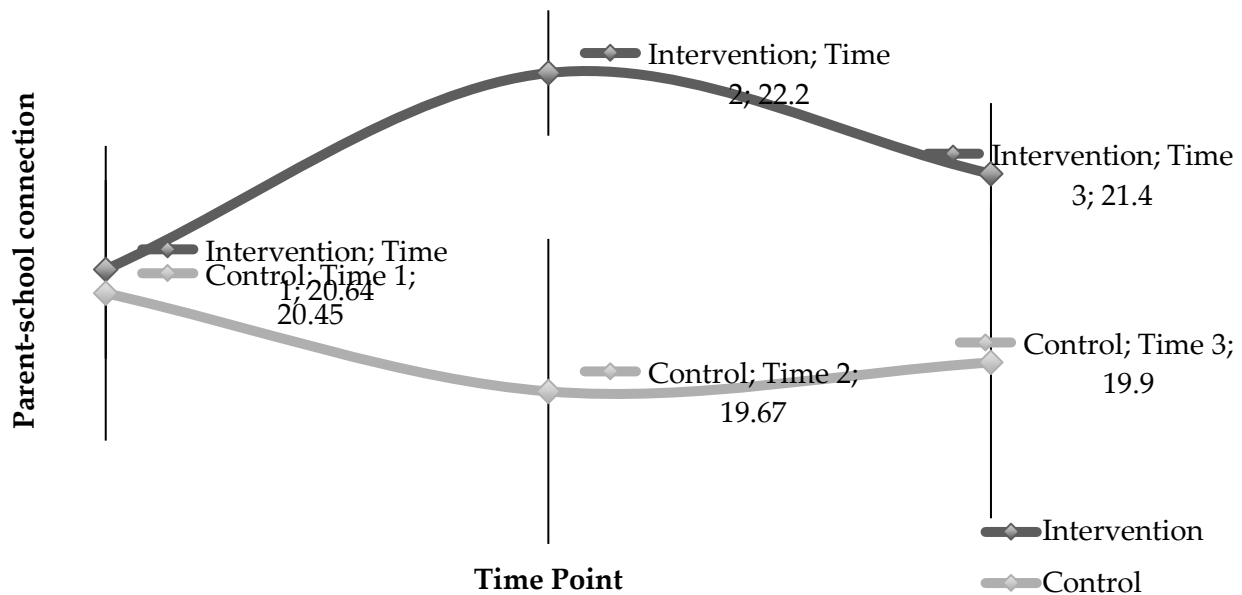 Parent-school connection
Intervention; Time
2; 22.2
Intervention; Time
3; 21.4
Intervention; Time
1; 20.64
Control; Time 1;
20.45
Control; Time 2;
19.67
Control; Time 3;
19.9
Time Point
Intervention
Control